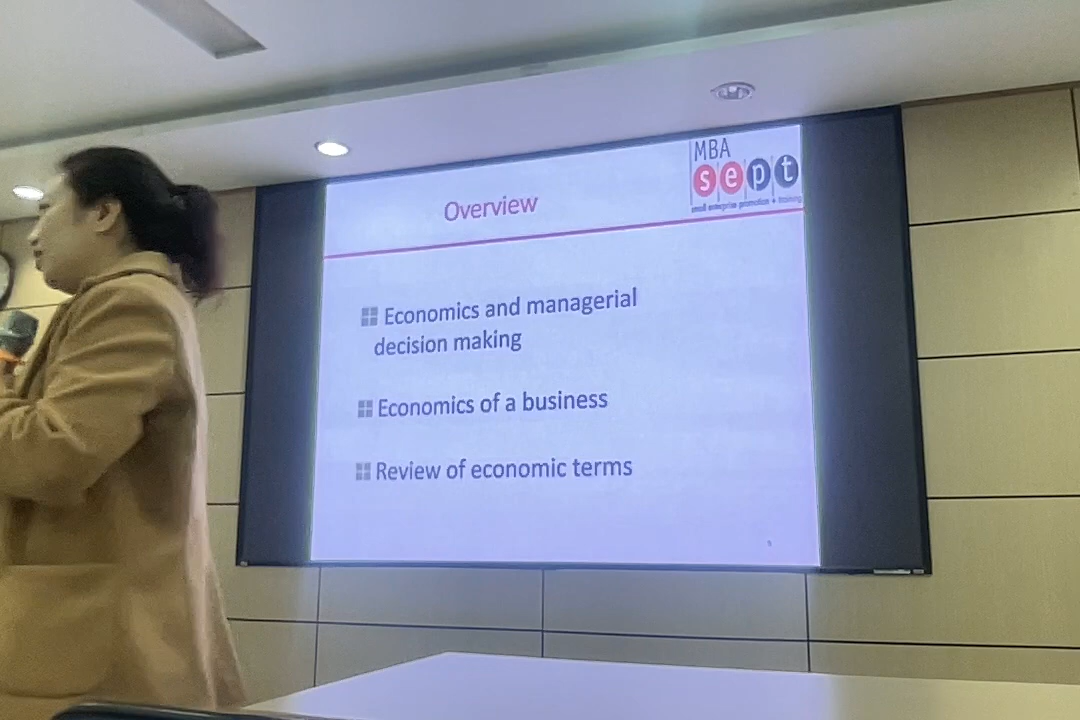 MBA
sept
small enterprise promotion + training
Overview
Economics and managerial
decision making
Economics of a business
Review of economic terms